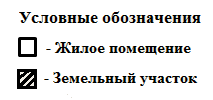 Условные обозначения
- Жилое помещение
- Земельный участок